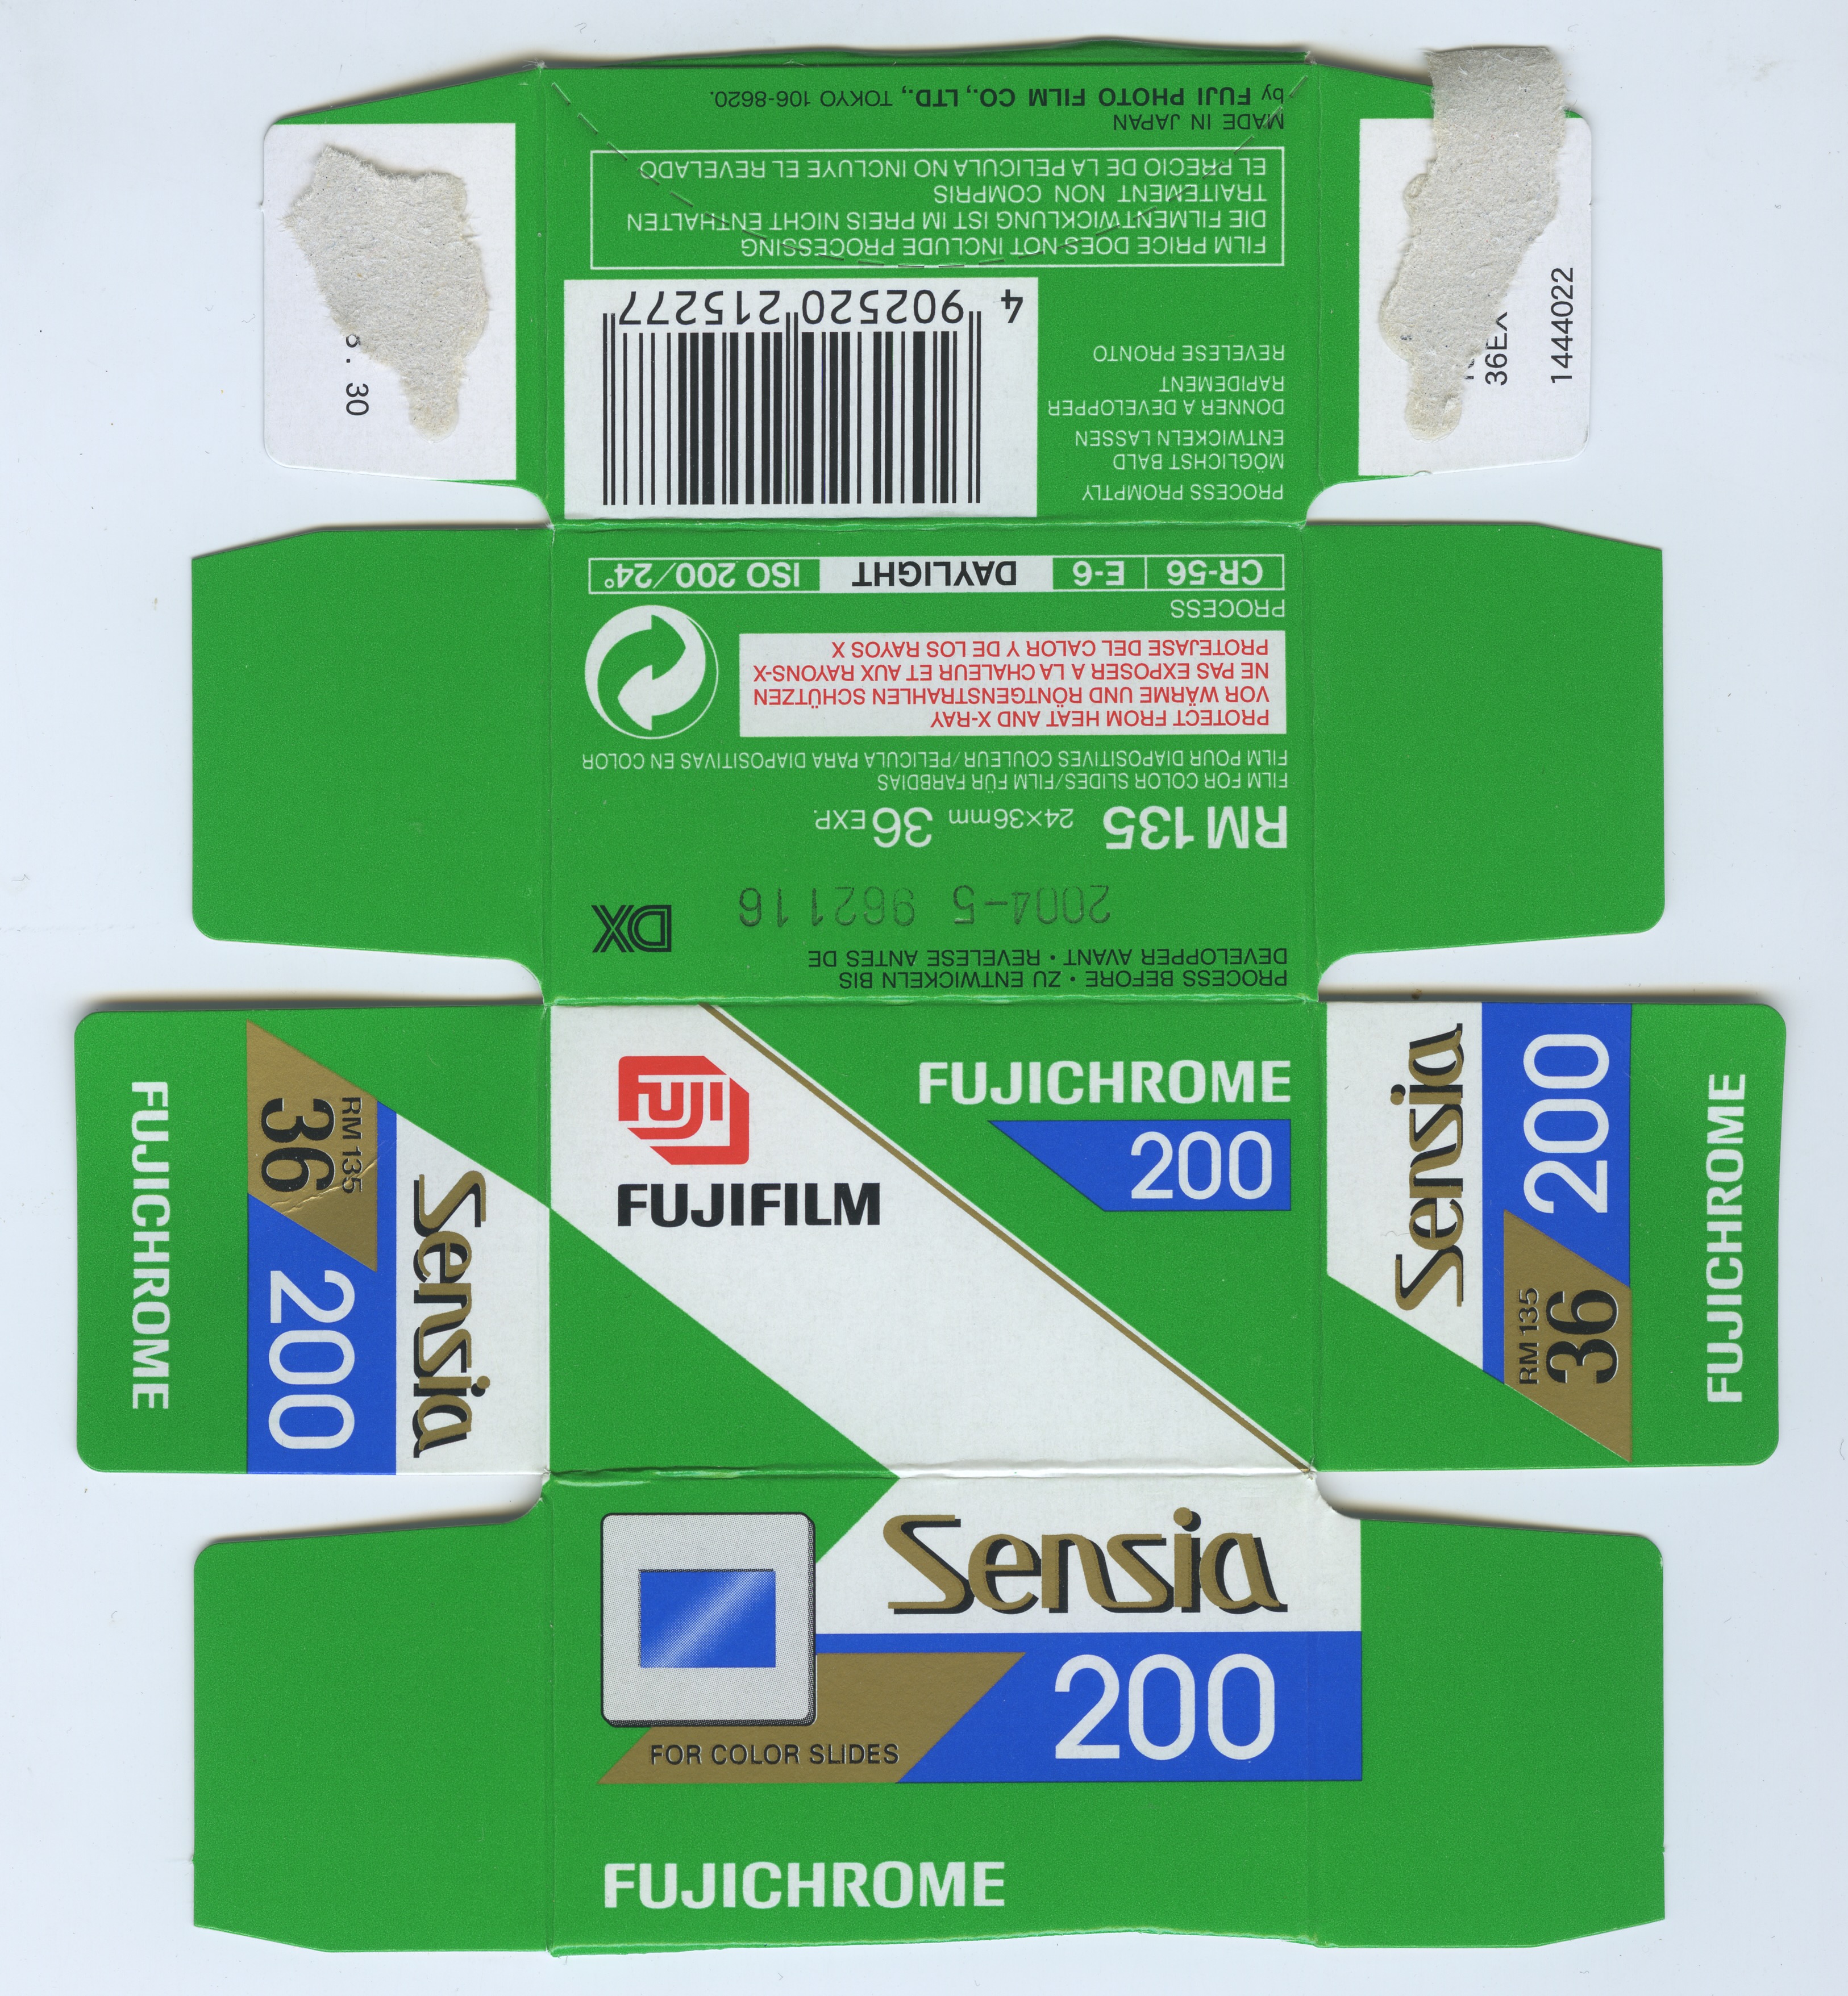 by FUJI PHOTO FILM CO., LTD., TOKYO 106-8620.
MADE IN JAPAN
EL PRECIO DE LA PELICULA NO INCLUYE EL REVELADO
TRAITEMENT NON COMPRIS
DIE FILMENTWICKLUNG IST IM PREIS NICHT ENTHALTEN
FILM PRICE DOES NOT INCLUDE PROCESSING
4 902520 215277
REVELESE PRONTO
RAPIDEMENT
DONNER A DEVELOPPER
ENTWICKELN LASSEN
MÖGLICHST BALD
PROCESS PROMPTLY
30
36EX
1444022
CR-56 E-6 DAYLIGHT ISO 200/24°
PROCESS
PROTEJASE DEL CALOR Y DE LOS RAYOS X
NE PAS EXPOSER A LA CHALEUR ET AUX RAYONS-X
VOR WÄRME UND RÖNTGENSTRAHLEN SCHÜTZEN
PROTECT FROM HEAT AND X-RAY
FILM POUR DIAPOSITIVES COULEUR/PELICULA PARA DIAPOSITIVAS EN COLOR
FILM FOR COLOR SLIDES/FILM FÜR FARBDIAS
RM 135 24×36mm 36 EXP.
2004-5 962116
DX
DEVELOPPER AVANT • REVELESE ANTES DE
PROCESS BEFORE • ZU ENTWICKELN BIS
FUJICHROME
RM 135
36
200
Sensia
FUJI
FUJIFILM
FUJICHROME
200
Sensia
200
RM 135
36
FUJICHROME
Sensia
200
FOR COLOR SLIDES
FUJICHROME